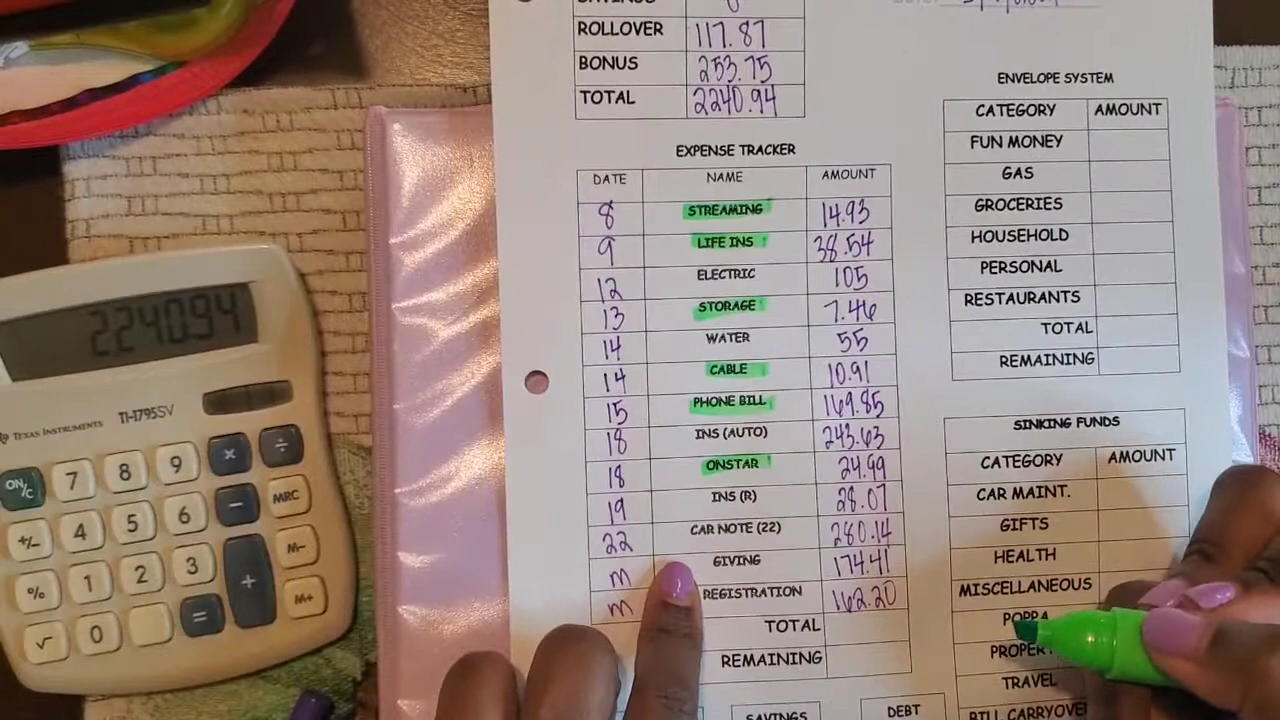 ROLLOVER 117.87
BONUS 253.75
TOTAL 2240.94
EXPENSE TRACKER
DATE NAME AMOUNT
8 STREAMING 14.93
9 LIFE INS 38.54
12 ELECTRIC 105
13 STORAGE 7.46
14 WATER 55
14 CABLE 10.91
15 PHONE BILL 169.85
18 INS (AUTO) 243.63
18 ONSTAR 24.99
19 INS (R) 28.07
22 CAR NOTE (22) 280.14
m GIVING 174.41
m REGISTRATION 162.20
TOTAL
REMAINING
SAVINGS
DEBT
ENVELOPE SYSTEM
CATEGORY AMOUNT
FUN MONEY
GAS
GROCERIES
HOUSEHOLD
PERSONAL
RESTAURANTS
TOTAL
REMAINING
SINKING FUNDS
CATEGORY AMOUNT
CAR MAINT.
GIFTS
HEALTH
MISCELLANEOUS
POPPA
TRAVEL
BILL CARRYOVER
2240.94
TEXAS INSTRUMENTS TI-1795SV
ON/C 7 8 9 × ÷
+/- 4 5 6 − MRC
% 1 2 3 + M-
√ 0 = M+